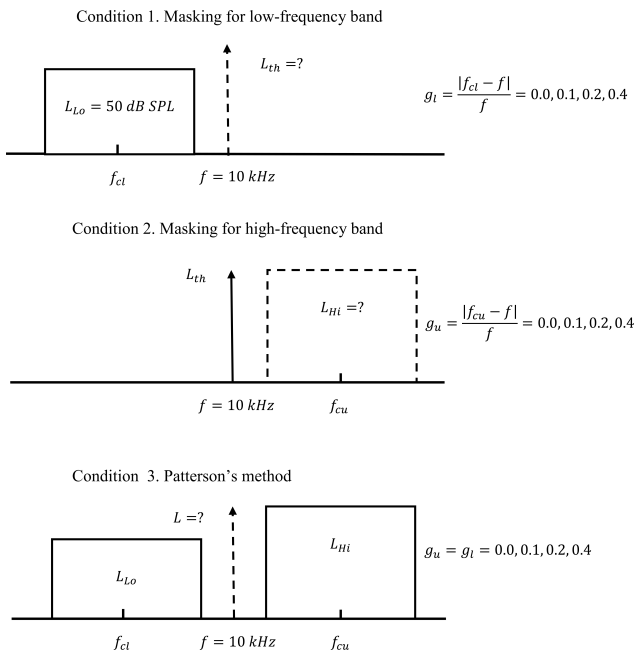 Condition 1. Masking for low-frequency band
L_th =?
L_Lo = 50 dB SPL
g_l = |f_cl − f| / f = 0.0, 0.1, 0.2, 0.4
f_cl
f = 10 kHz
Condition 2. Masking for high-frequency band
L_th
L_Hi =?
g_u = |f_cu − f| / f = 0.0, 0.1, 0.2, 0.4
f = 10 kHz
f_cu
Condition 3. Patterson's method
L =?
L_Lo
L_Hi
g_u = g_l = 0.0, 0.1, 0.2, 0.4
f_cl
f = 10 kHz
f_cu